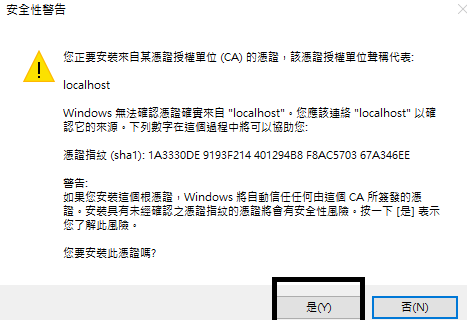 安全性警告
您正要安裝來自某憑證授權單位 (CA) 的憑證，該憑證授權單位聲稱代表:
localhost
Windows 無法確認憑證確實來自 "localhost"。您應該連絡 "localhost" 以確
認它的來源。下列數字在這個過程中將可以協助您:
憑證指紋 (sha1): 1A3330DE 9193F214 401294B8 F8AC5703 67A346EE
警告:
如果您安裝這個根憑證，Windows 將自動信任任何由這個 CA 所簽發的憑
證。安裝具有未經確認之憑證指紋的憑證將會有安全性風險。按一下 [是] 表示
您了解此風險。
您要安裝此憑證嗎?
是(Y)
否(N)